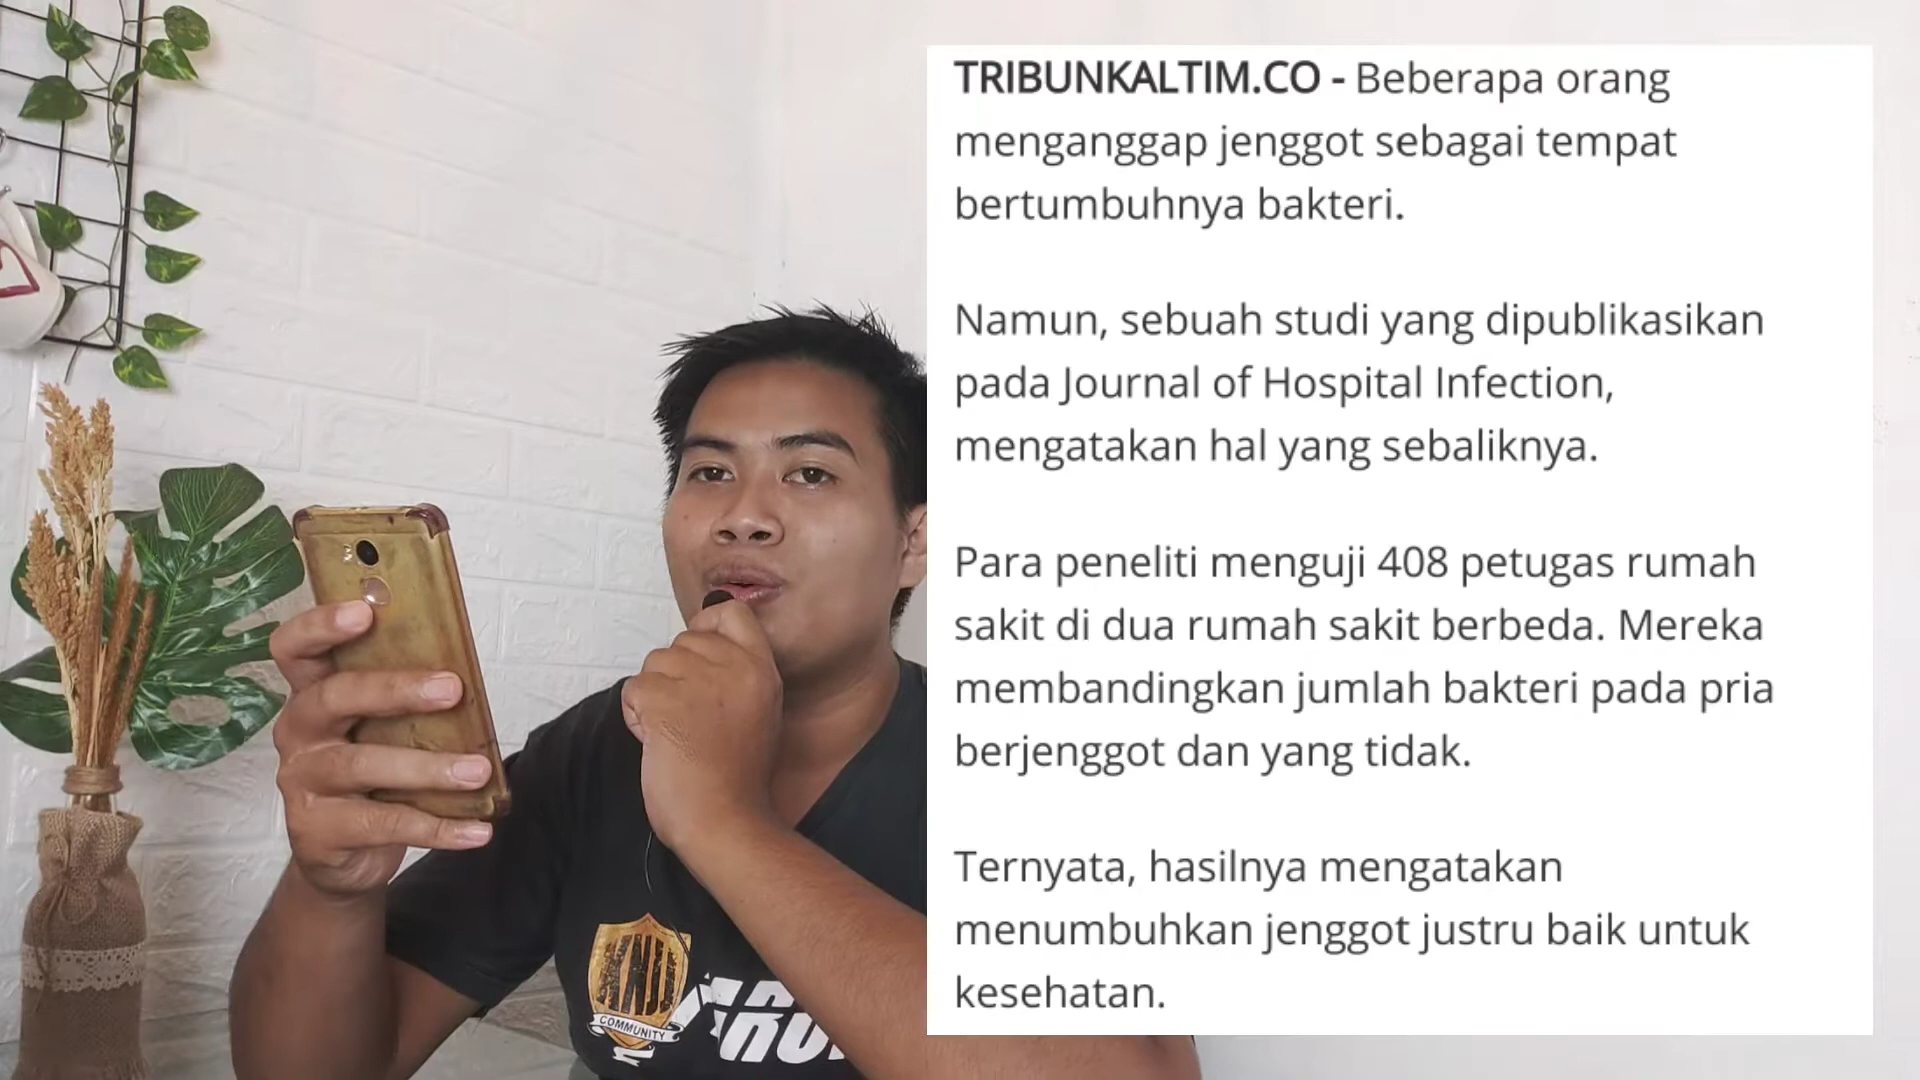 TRIBUNKALTIM.CO - Beberapa orang
menganggap jenggot sebagai tempat
bertumbuhnya bakteri.
Namun, sebuah studi yang dipublikasikan
pada Journal of Hospital Infection,
mengatakan hal yang sebaliknya.
Para peneliti menguji 408 petugas rumah
sakit di dua rumah sakit berbeda. Mereka
membandingkan jumlah bakteri pada pria
berjenggot dan yang tidak.
Ternyata, hasilnya mengatakan
menumbuhkan jenggot justru baik untuk
kesehatan.
COMMUNITY